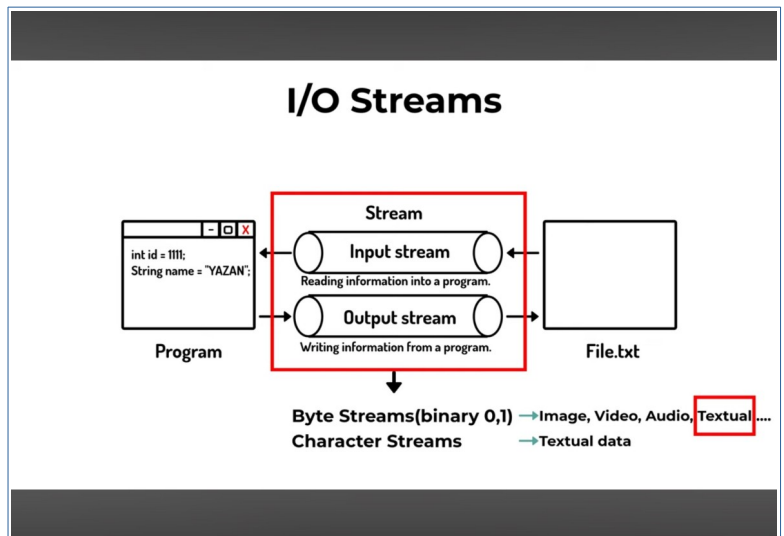 I/O Streams
Stream
- X
int id = 1111;
String name = "YAZAN";
Input stream
Reading information into a program.
Output stream
Writing information from a program.
Program
File.txt
Byte Streams(binary 0,1) →Image, Video, Audio, Textual ....
Character Streams →Textual data